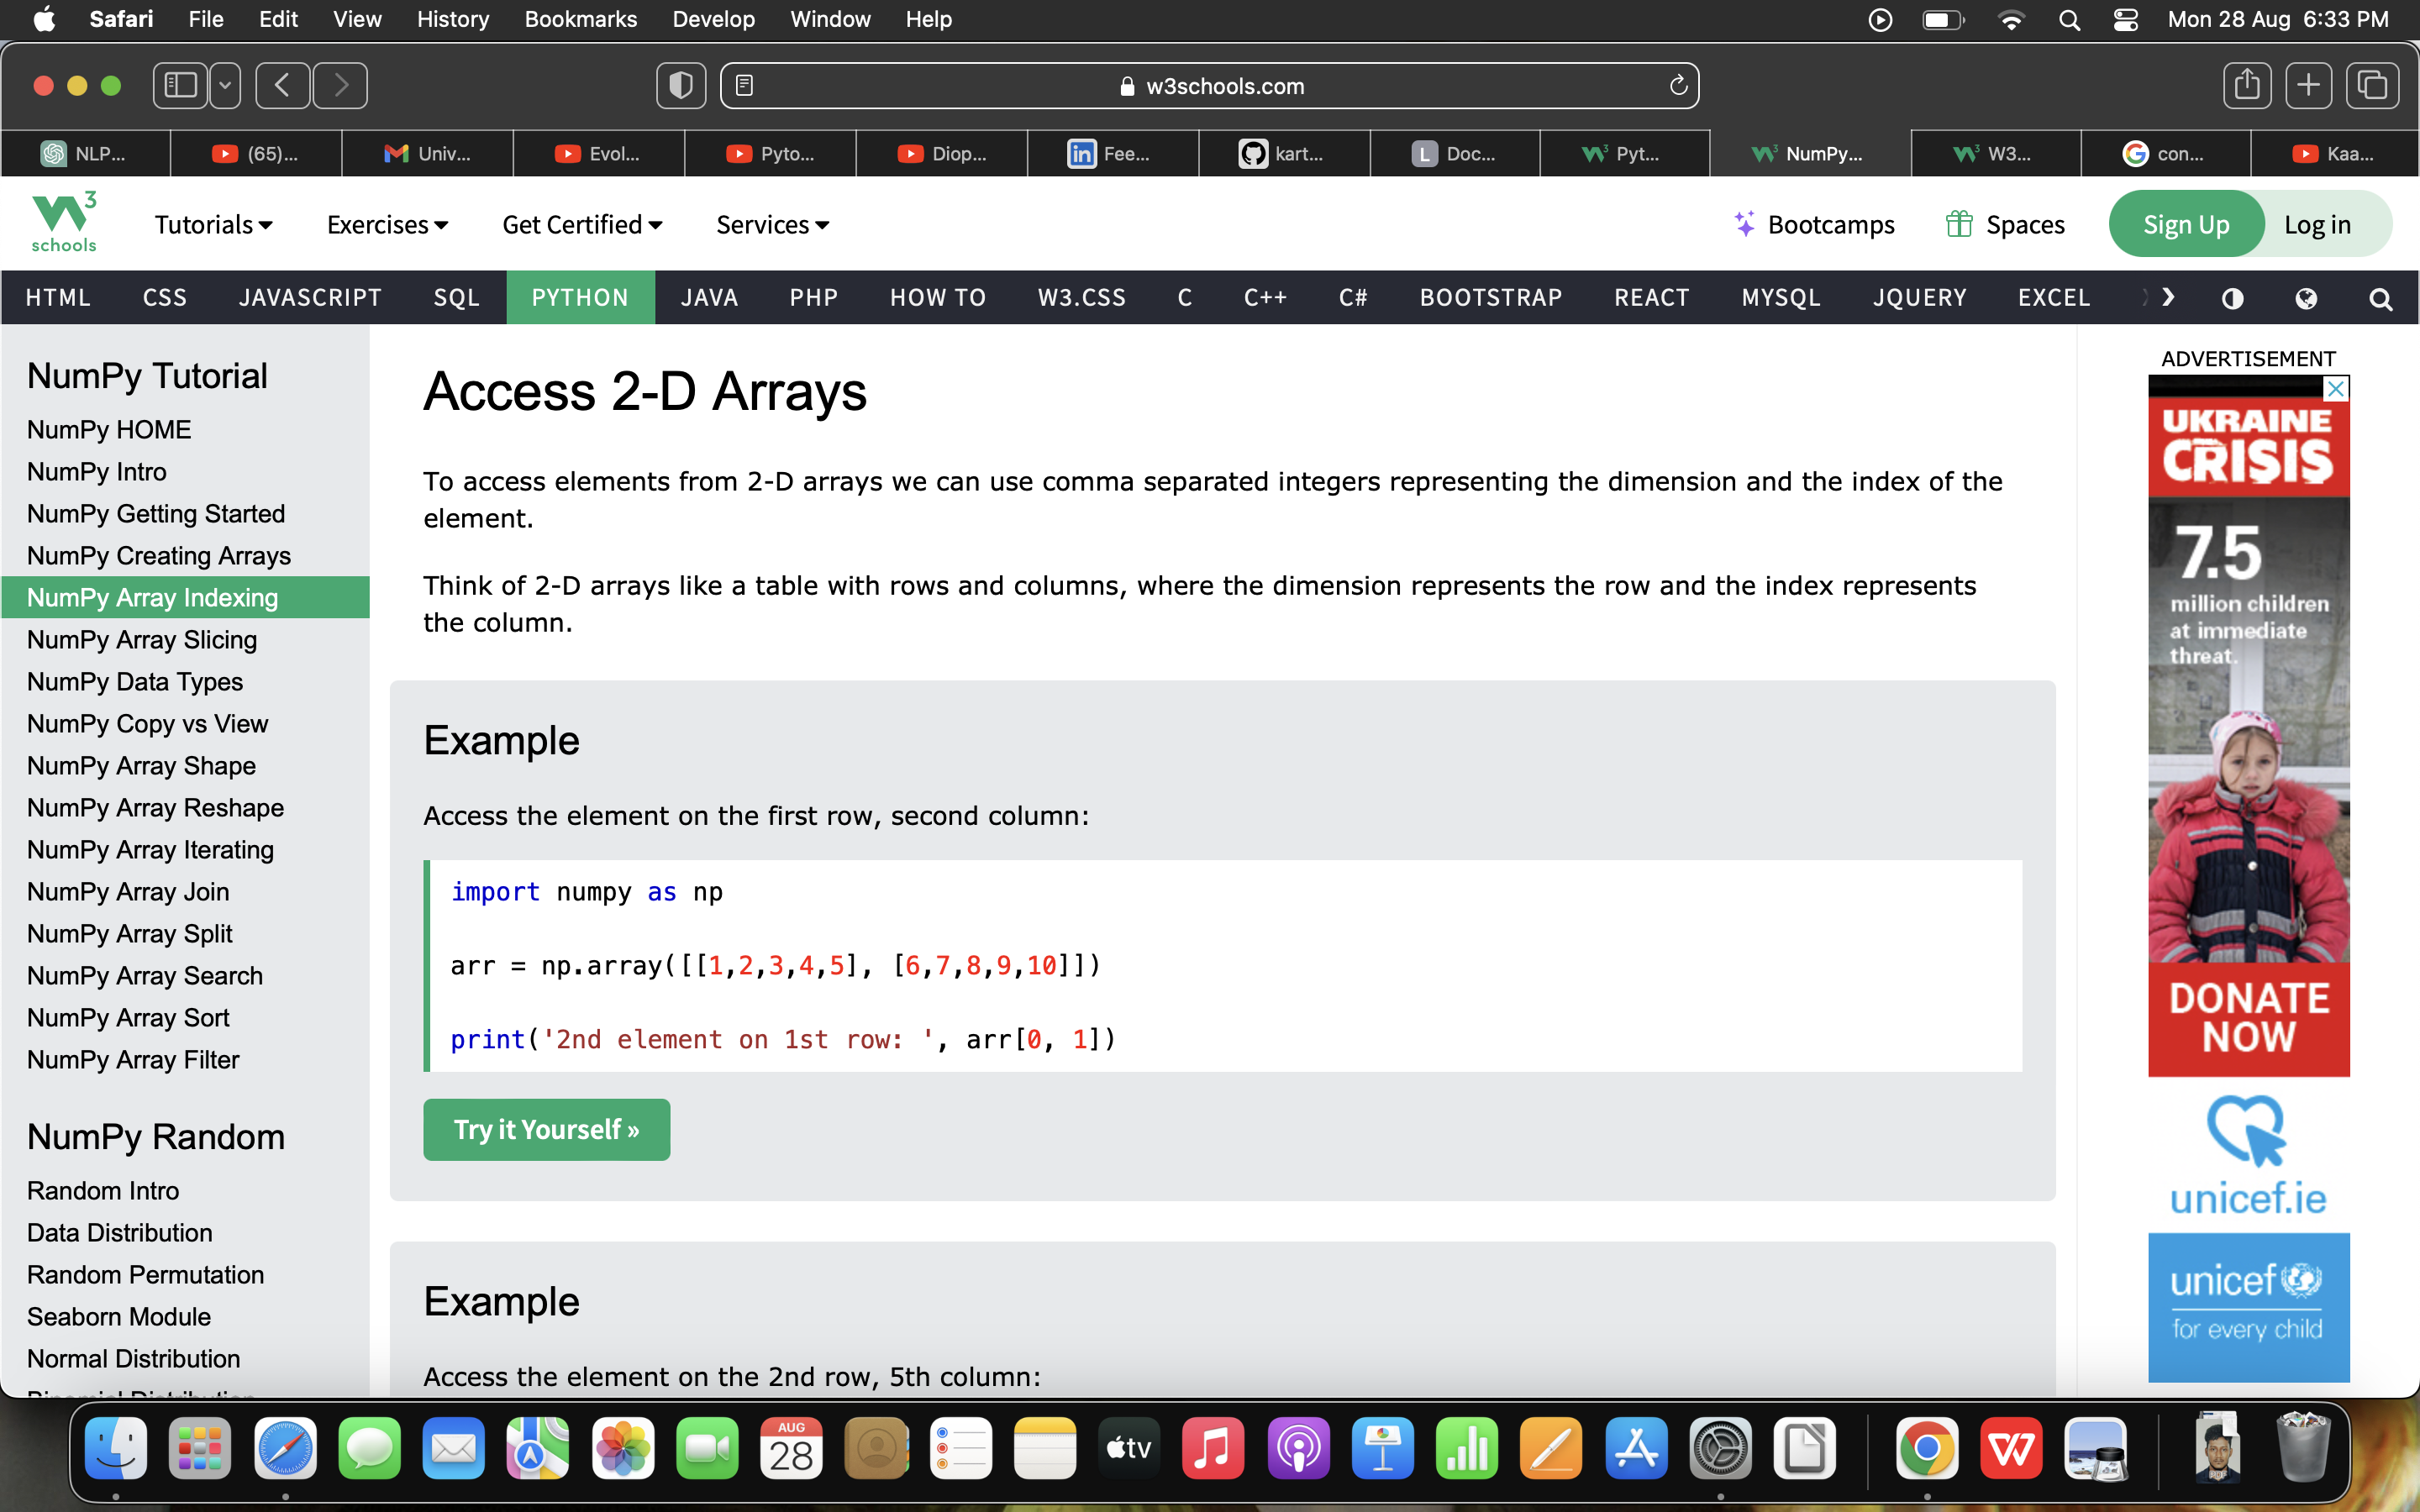 Safari File Edit View History Bookmarks Develop Window Help Mon 28 Aug 6:33 PM
w3schools.com
NLP... (65)... Univ... Evol... Pyto... Diop... Fee... kart... L Doc... Pyt... NumPy... W3... con... Kaa...
3
schools
Tutorials Exercises Get Certified Services Bootcamps Spaces Sign Up Log in
HTML CSS JAVASCRIPT SQL PYTHON JAVA PHP HOW TO W3.CSS C C++ C# BOOTSTRAP REACT MYSQL JQUERY EXCEL
NumPy Tutorial
NumPy HOME
NumPy Intro
NumPy Getting Started
NumPy Creating Arrays
NumPy Array Indexing
NumPy Array Slicing
NumPy Data Types
NumPy Copy vs View
NumPy Array Shape
NumPy Array Reshape
NumPy Array Iterating
NumPy Array Join
NumPy Array Split
NumPy Array Search
NumPy Array Sort
NumPy Array Filter
NumPy Random
Random Intro
Data Distribution
Random Permutation
Seaborn Module
Normal Distribution
Access 2-D Arrays
To access elements from 2-D arrays we can use comma separated integers representing the dimension and the index of the
element.
Think of 2-D arrays like a table with rows and columns, where the dimension represents the row and the index represents
the column.
Example
Access the element on the first row, second column:
import numpy as np
arr = np.array([[1,2,3,4,5], [6,7,8,9,10]])
print('2nd element on 1st row: ', arr[0, 1])
Try it Yourself »
Example
Access the element on the 2nd row, 5th column:
ADVERTISEMENT
UKRAINE
CRISIS
7.5
million children
at immediate
threat.
DONATE
NOW
unicef.ie
unicef
for every child
AUG
28
tv